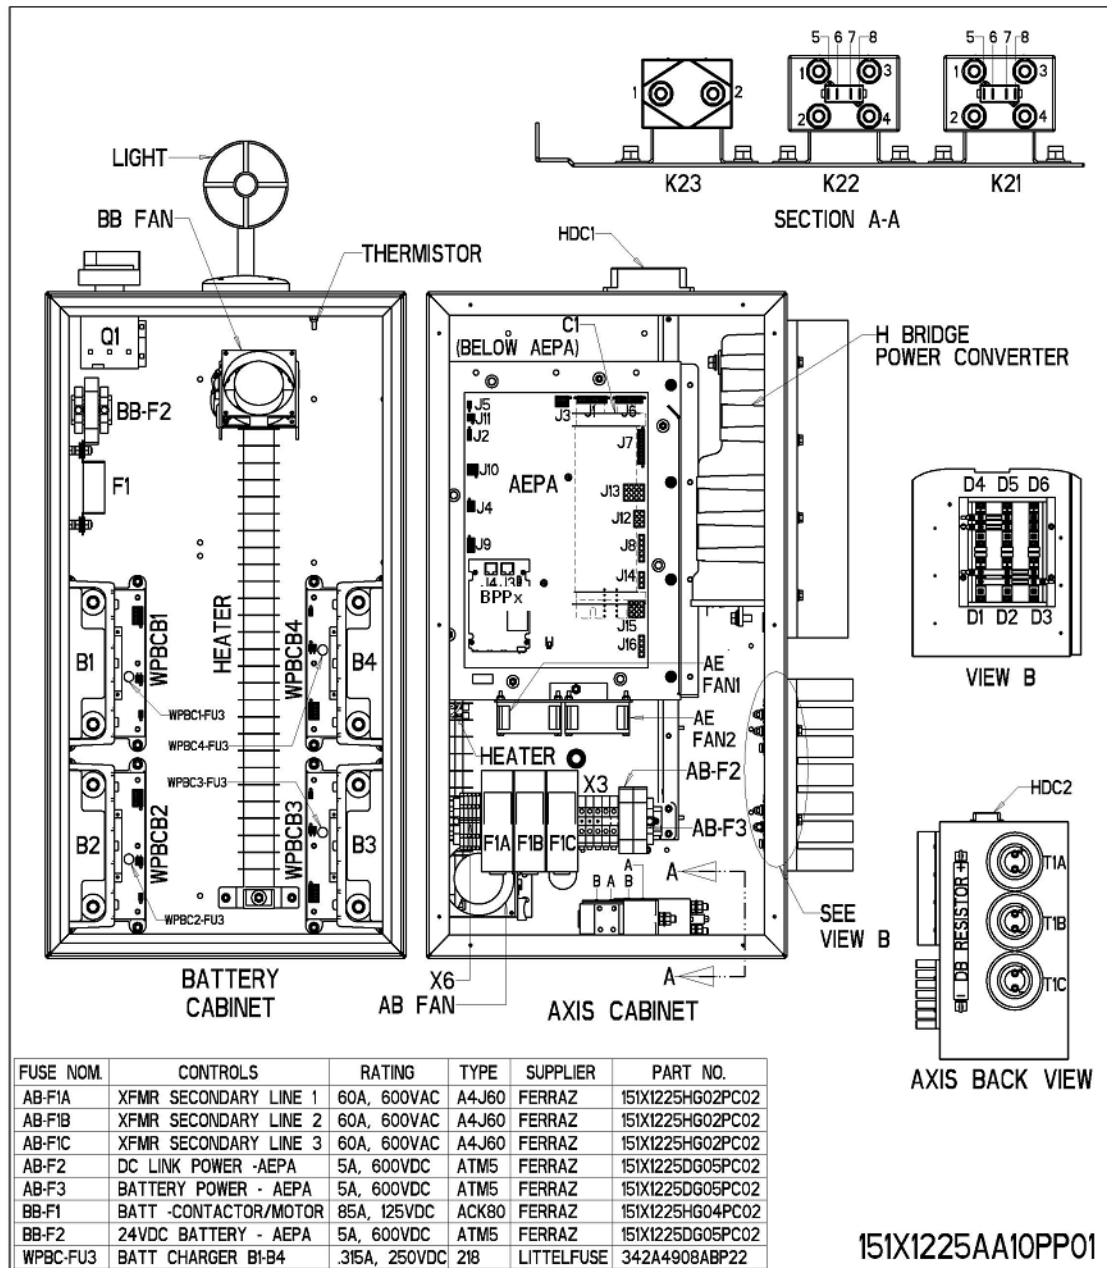 5 6 7 8
5 6 7 8
1 2
1 3
2 4
1 3
2 4
K23 K22 K21
SECTION A-A
LIGHT
BB FAN
THERMISTOR
HDC1
Q1
BB-F2
F1
C1
(BELOW AEPA)
H BRIDGE
POWER CONVERTER
J5
J11
J2
J10
J4
J9
J3
J1
J6
J7
AEPA
J13
J12
J8
J14
J15
J16
J4 J3
BPPx
D4 D5 D6
D1 D2 D3
VIEW B
B1
WPBCB1
HEATER
WPBCB4
B4
WPBC1-FU3
WPBC4-FU3
WPBC3-FU3
B2
WPBCB2
WPBCB3
B3
WPBC2-FU3
AE
FAN1
AE
FAN2
HEATER
X3
AB-F2
AB-F3
F1A F1B F1C
A
B A B
A
A
SEE
VIEW B
HDC2
T1A
T1B
T1C
- DB RESISTOR +
BATTERY
CABINET
X6
AB FAN
AXIS CABINET
AXIS BACK VIEW
FUSE NOM. CONTROLS RATING TYPE SUPPLIER PART NO.
AB-F1A XFMR SECONDARY LINE 1 60A, 600VAC A4J60 FERRAZ 151X1225HG02PC02
AB-F1B XFMR SECONDARY LINE 2 60A, 600VAC A4J60 FERRAZ 151X1225HG02PC02
AB-F1C XFMR SECONDARY LINE 3 60A, 600VAC A4J60 FERRAZ 151X1225HG02PC02
AB-F2 DC LINK POWER -AEPA 5A, 600VDC ATM5 FERRAZ 151X1225DG05PC02
AB-F3 BATTERY POWER - AEPA 5A, 600VDC ATM5 FERRAZ 151X1225DG05PC02
BB-F1 BATT -CONTACTOR/MOTOR 85A, 125VDC ACK80 FERRAZ 151X1225HG04PC02
BB-F2 24VDC BATTERY - AEPA 5A, 600VDC ATM5 FERRAZ 151X1225DG05PC02
WPBC-FU3 BATT CHARGER B1-B4 .315A, 250VDC 218 LITTELFUSE 342A4908ABP22
151X1225AA10PP01